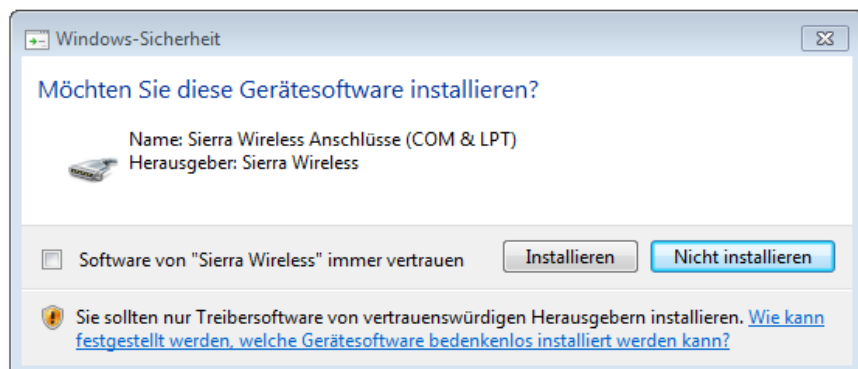 Windows-Sicherheit
Möchten Sie diese Gerätesoftware installieren?
Name: Sierra Wireless Anschlüsse (COM & LPT)
Herausgeber: Sierra Wireless
Software von "Sierra Wireless" immer vertrauen
Installieren
Nicht installieren
Sie sollten nur Treibersoftware von vertrauenswürdigen Herausgebern installieren. Wie kann
festgestellt werden, welche Gerätesoftware bedenkenlos installiert werden kann?